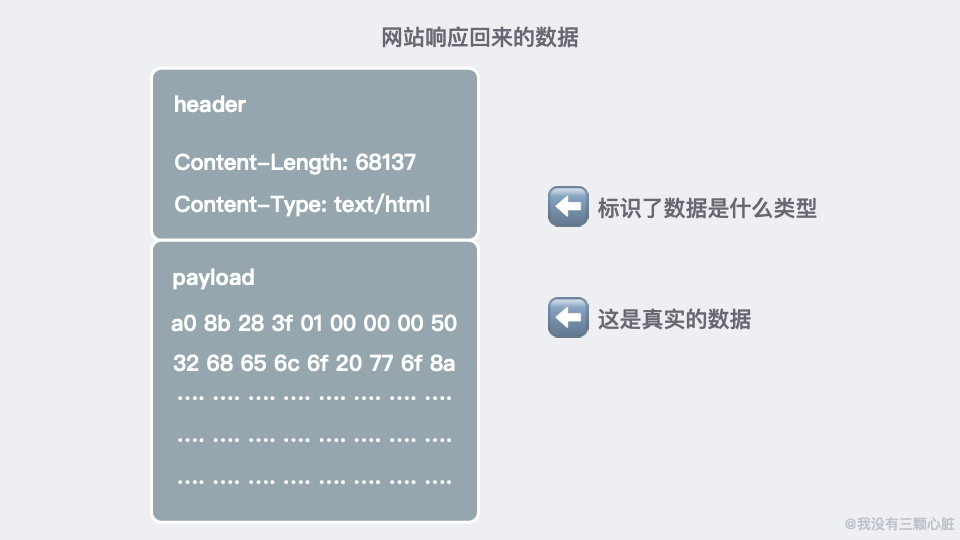 网站响应回来的数据
header
Content-Length: 68137
Content-Type: text/html
标识了数据是什么类型
payload
a0 8b 28 3f 01 00 00 00 50
这是真实的数据
32 68 65 6c 6f 20 77 6f 8a
.... .... .... .... .... .... .... ....
.... .... .... .... .... .... .... ....
.... .... .... .... .... .... .... ....
@我没有三颗心脏